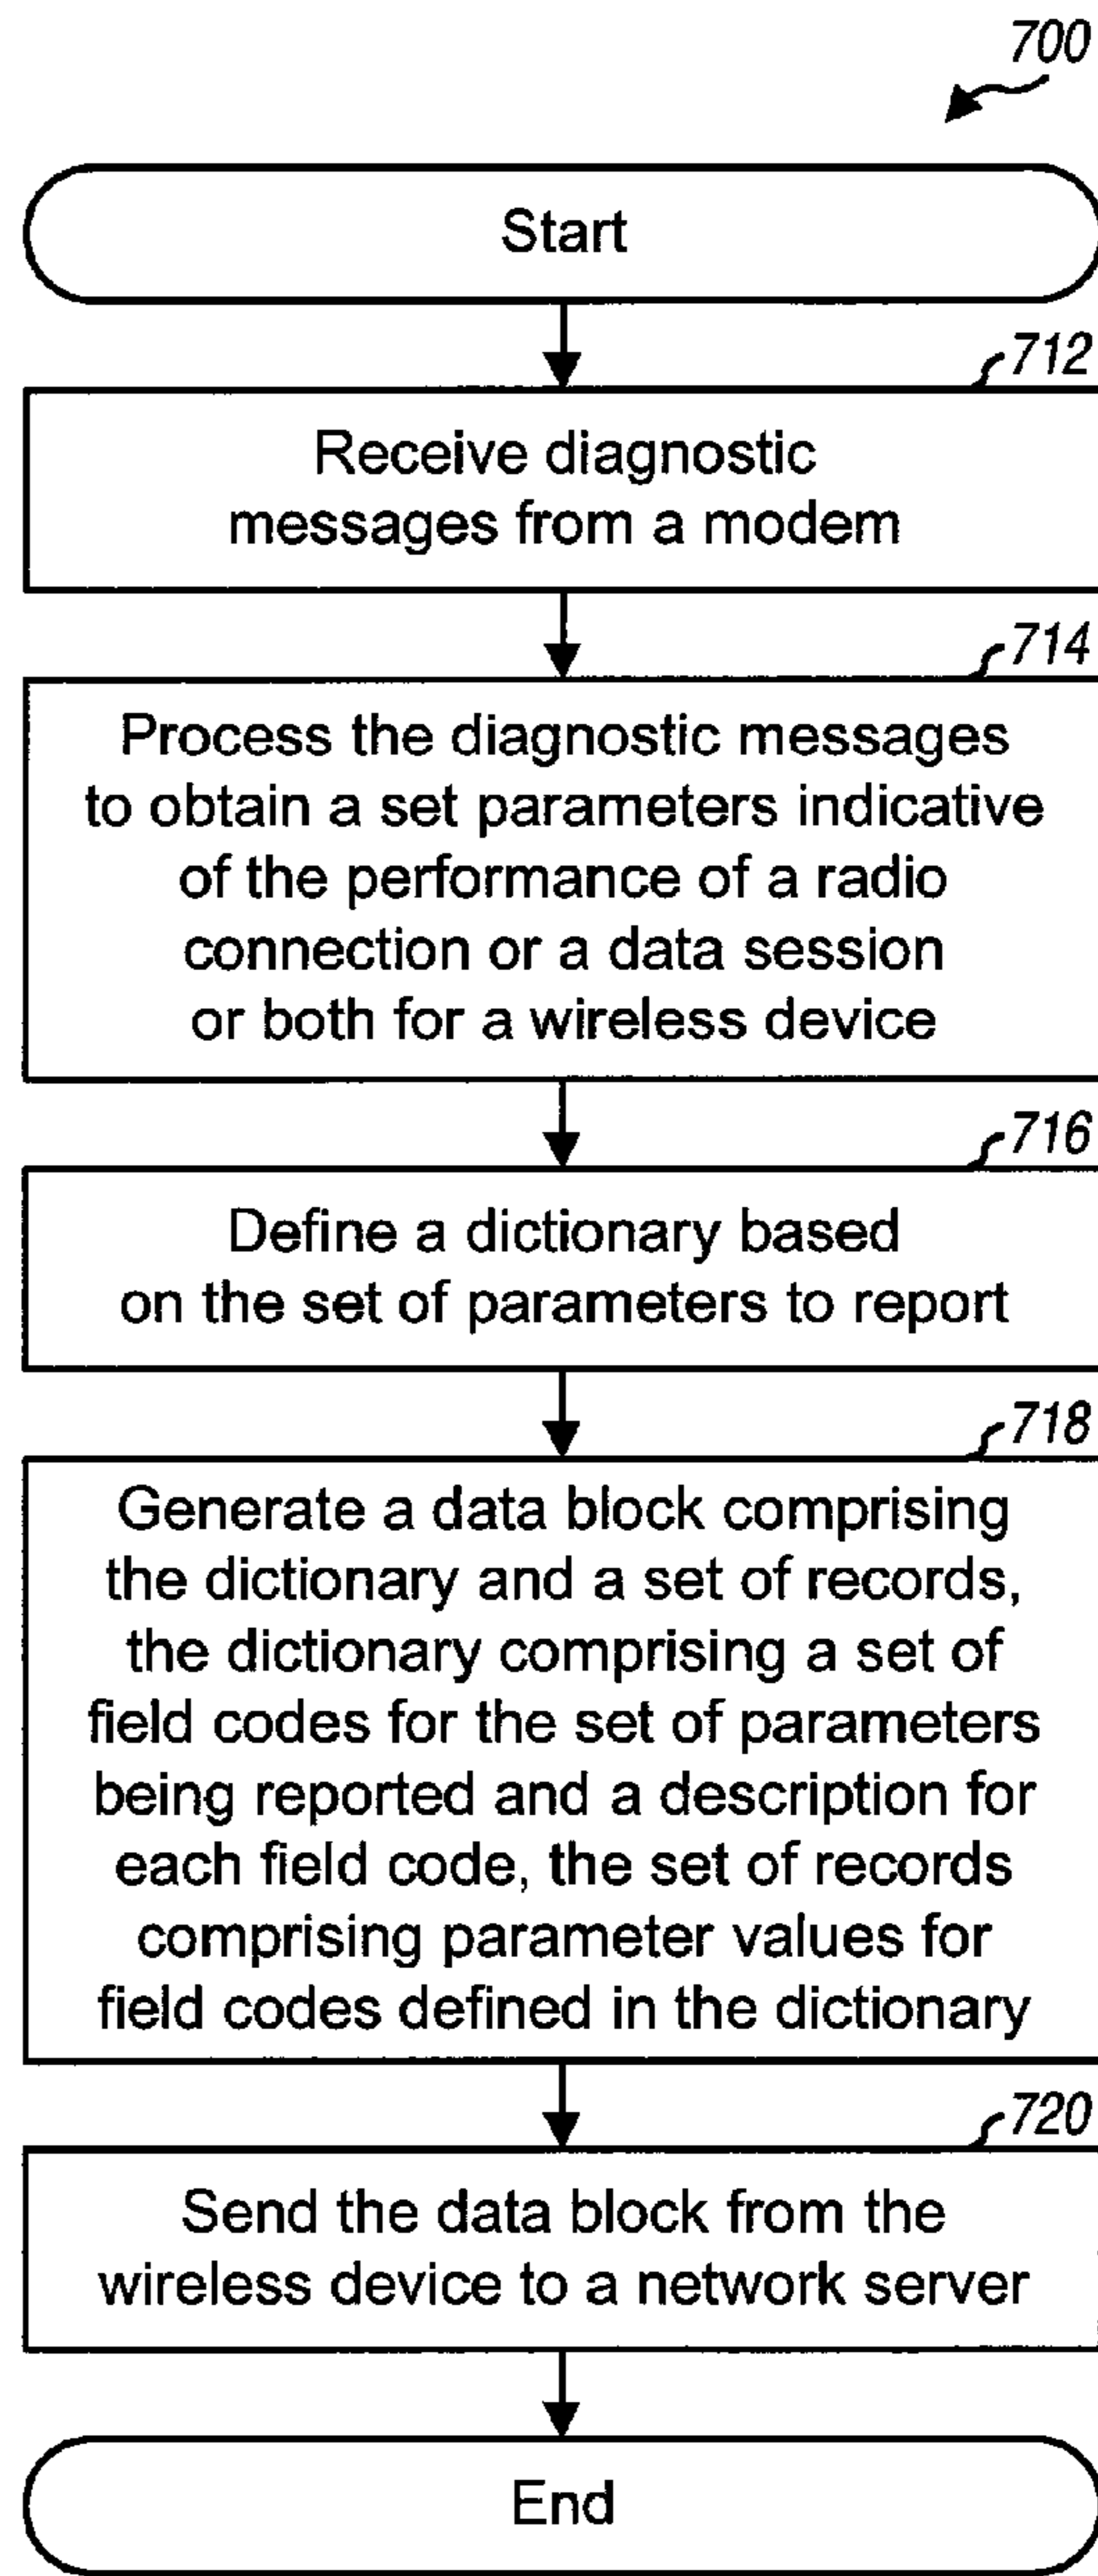 700
Start
712
Receive diagnostic
messages from a modem
714
Process the diagnostic messages
to obtain a set parameters indicative
of the performance of a radio
connection or a data session
or both for a wireless device
716
Define a dictionary based
on the set of parameters to report
718
Generate a data block comprising
the dictionary and a set of records,
the dictionary comprising a set of
field codes for the set of parameters
being reported and a description for
each field code, the set of records
comprising parameter values for
field codes defined in the dictionary
720
Send the data block from the
wireless device to a network server
End